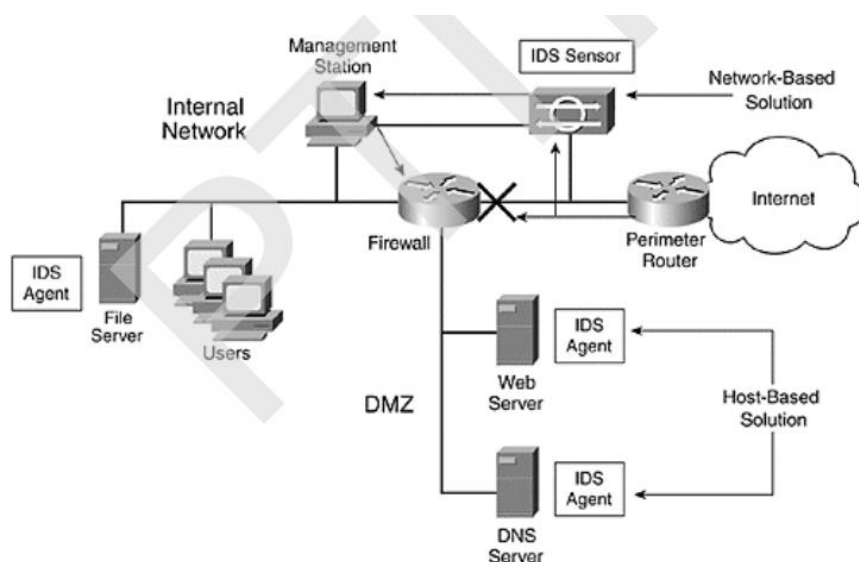 Management
Station
IDS Sensor
Network-Based
Solution
Internal
Network
Internet
Firewall
Perimeter
Router
IDS
Agent
File
Server
Users
IDS
Agent
Web
Server
DMZ
Host-Based
Solution
IDS
Agent
DNS
Server